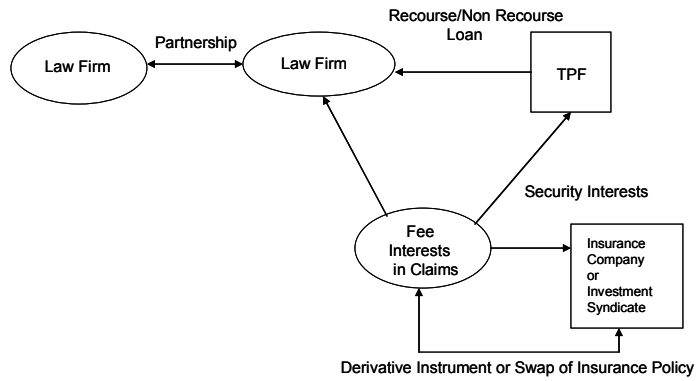 Recourse/Non Recourse
Loan
Partnership
Law Firm
Law Firm
TPF
Security Interests
Fee
Interests
in Claims
Insurance
Company
or
Investment
Syndicate
Derivative Instrument or Swap of Insurance Policy